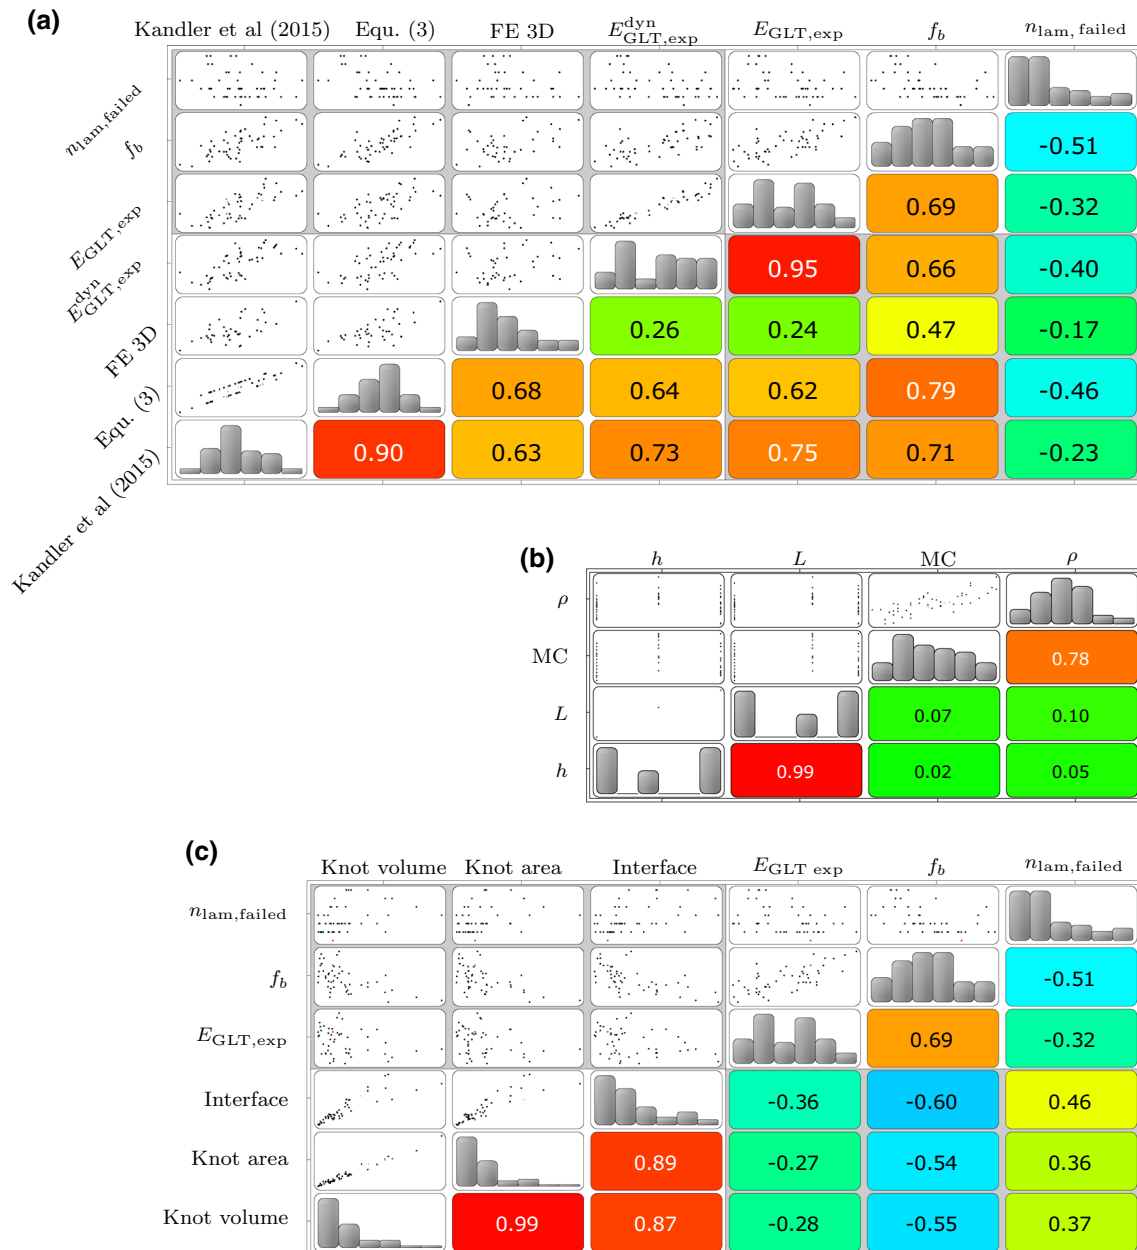 (a)
Kandler et al (2015) Equ. (3) FE 3D E^dyn_GLT,exp E_GLT,exp f_b n_lam, failed
n_lam,failed
f_b -0.51
E_GLT,exp 0.69 -0.32
E^dyn_GLT,exp 0.95 0.66 -0.40
FE 3D 0.26 0.24 0.47 -0.17
Equ. (3) 0.68 0.64 0.62 0.79 -0.46
Kandler et al (2015) 0.90 0.63 0.73 0.75 0.71 -0.23
(b)
h L MC ρ
ρ
MC 0.78
L 0.07 0.10
h 0.99 0.02 0.05
(c)
Knot volume Knot area Interface E_GLT exp f_b n_lam,failed
n_lam,failed
f_b -0.51
E_GLT,exp 0.69 -0.32
Interface -0.36 -0.60 0.46
Knot area 0.89 -0.27 -0.54 0.36
Knot volume 0.99 0.87 -0.28 -0.55 0.37